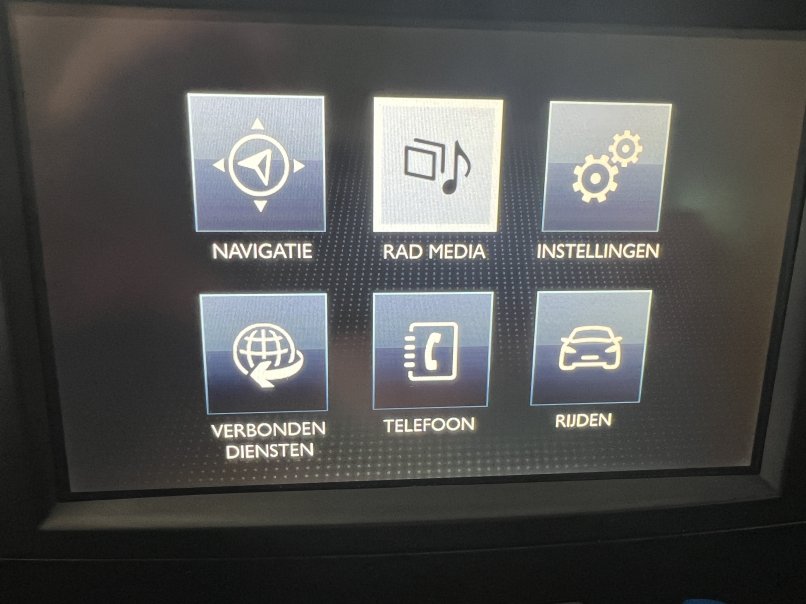 NAVIGATIE
RAD MEDIA
INSTELLINGEN
VERBONDEN
DIENSTEN
TELEFOON
RIJDEN